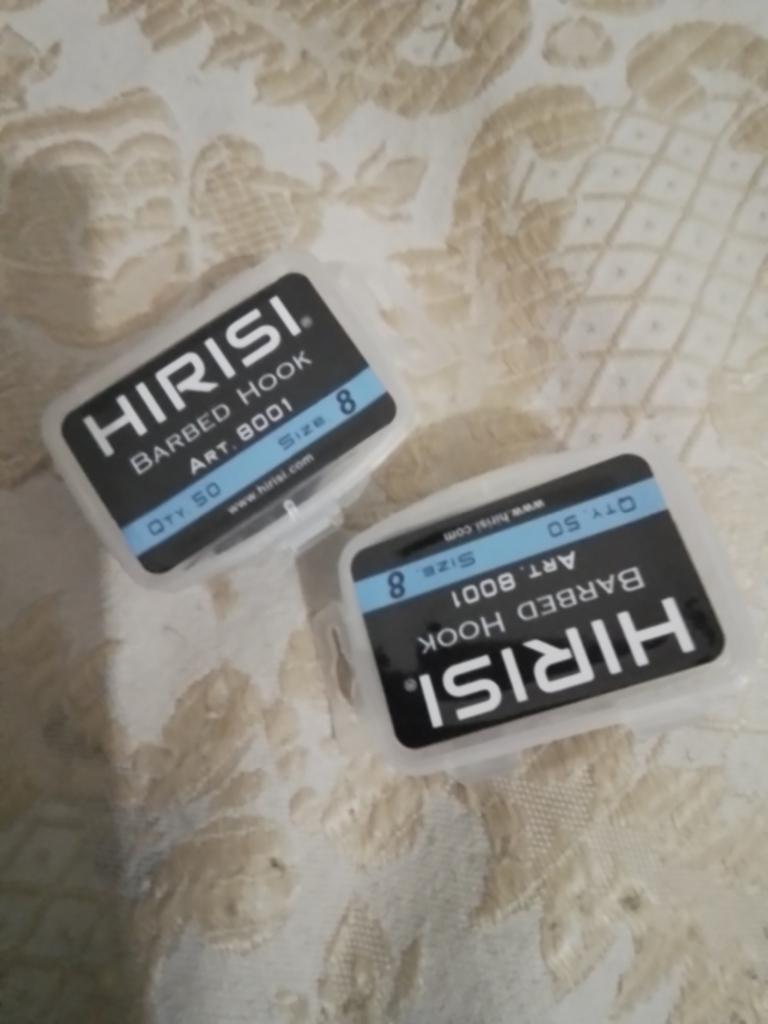 HIRISI®
BARBED HOOK
ART. 8001
QTY. 50 SIZE. 8
www.hirisi.com
HIRISI®
BARBED HOOK
ART. 8001
QTY. 50 SIZE. 8
www.hirisi.com